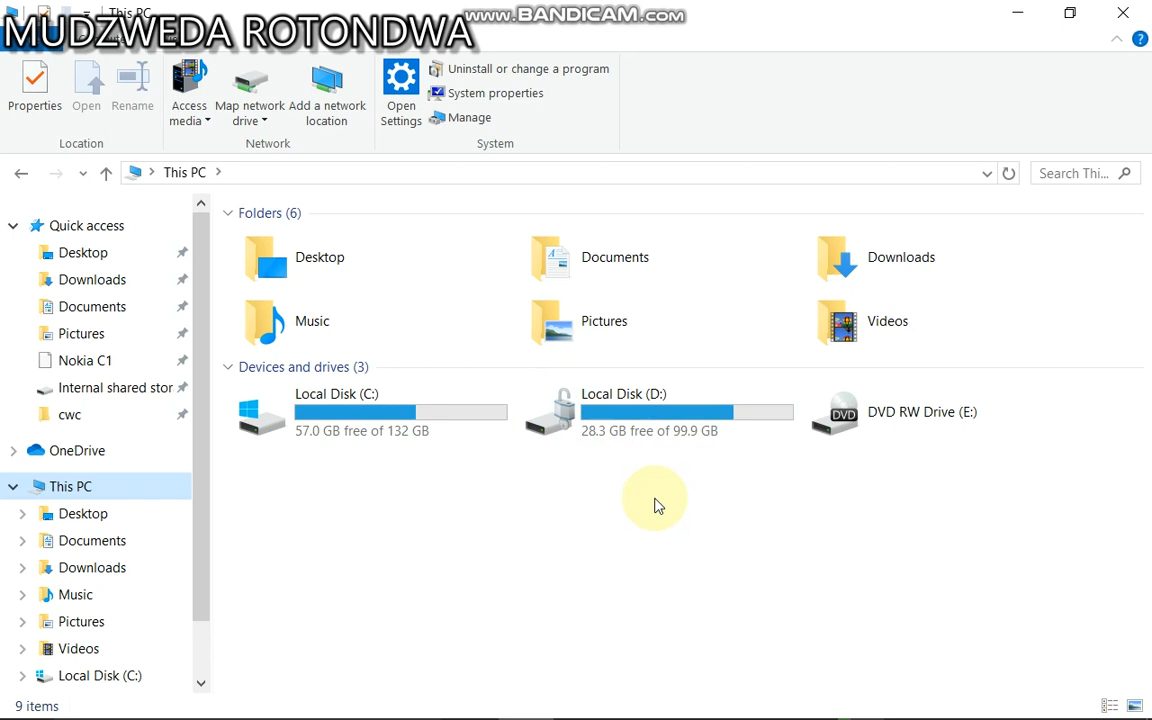 This PC
www.BANDICAM.com
MUDZWEDA ROTONDWA
Properties
Open
Rename
Access media
Map network drive
Add a network location
Open Settings
Uninstall or change a program
System properties
Manage
Location
Network
System
This PC
Search Thi...
Quick access
Desktop
Downloads
Documents
Pictures
Nokia C1
Internal shared stor
cwc
OneDrive
This PC
Desktop
Documents
Downloads
Music
Pictures
Videos
Local Disk (C:)
Folders (6)
Desktop
Documents
Downloads
Music
Pictures
Videos
Devices and drives (3)
Local Disk (C:)
57.0 GB free of 132 GB
Local Disk (D:)
28.3 GB free of 99.9 GB
DVD RW Drive (E:)
DVD
9 items